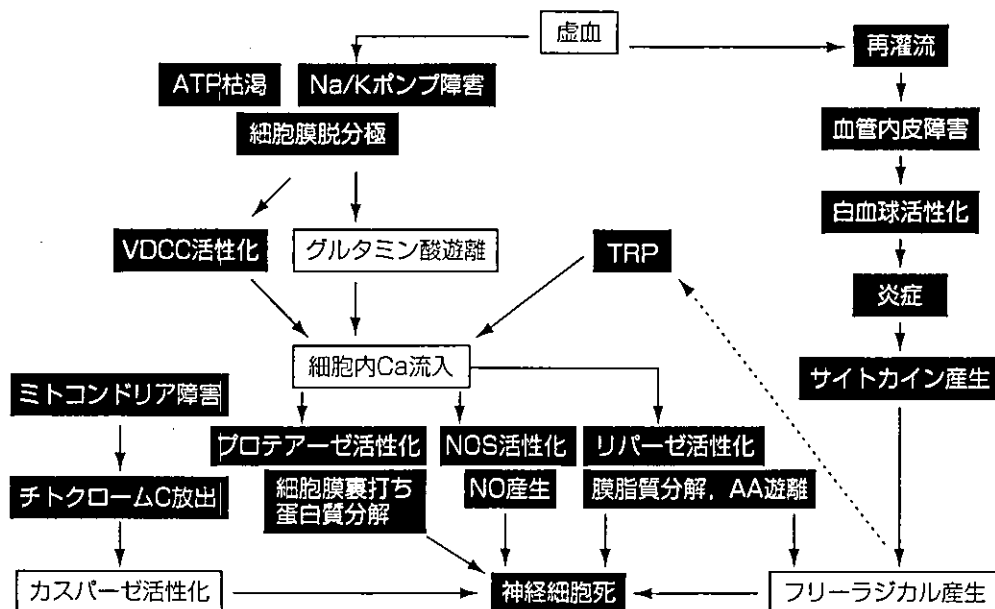 虚血
再灌流
ATP枯渇
Na/Kポンプ障害
細胞膜脱分極
血管内皮障害
白血球活性化
VDCC活性化
グルタミン酸遊離
TRP
炎症
細胞内Ca流入
サイトカイン産生
ミトコンドリア障害
プロテアーゼ活性化
NOS活性化
リパーゼ活性化
チトクロームC放出
細胞膜裏打ち
蛋白質分解
NO産生
膜脂質分解，AA遊離
カスパーゼ活性化
神経細胞死
フリーラジカル産生